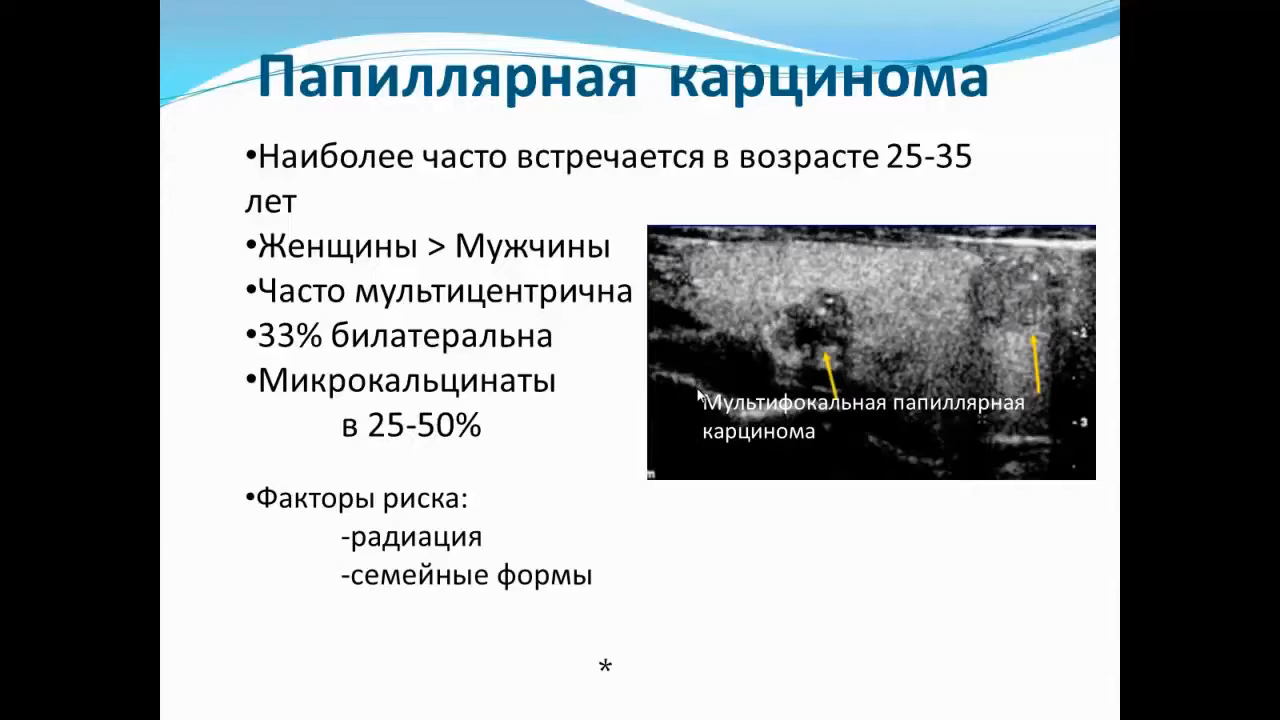 Папиллярная карцинома
•Наиболее часто встречается в возрасте 25-35
лет
•Женщины > Мужчины
•Часто мультицентрична
•33% билатеральна
•Микрокальцинаты
в 25-50%
Мультифокальная папиллярная
карцинома
-3
•Факторы риска:
-радиация
-семейные формы
*